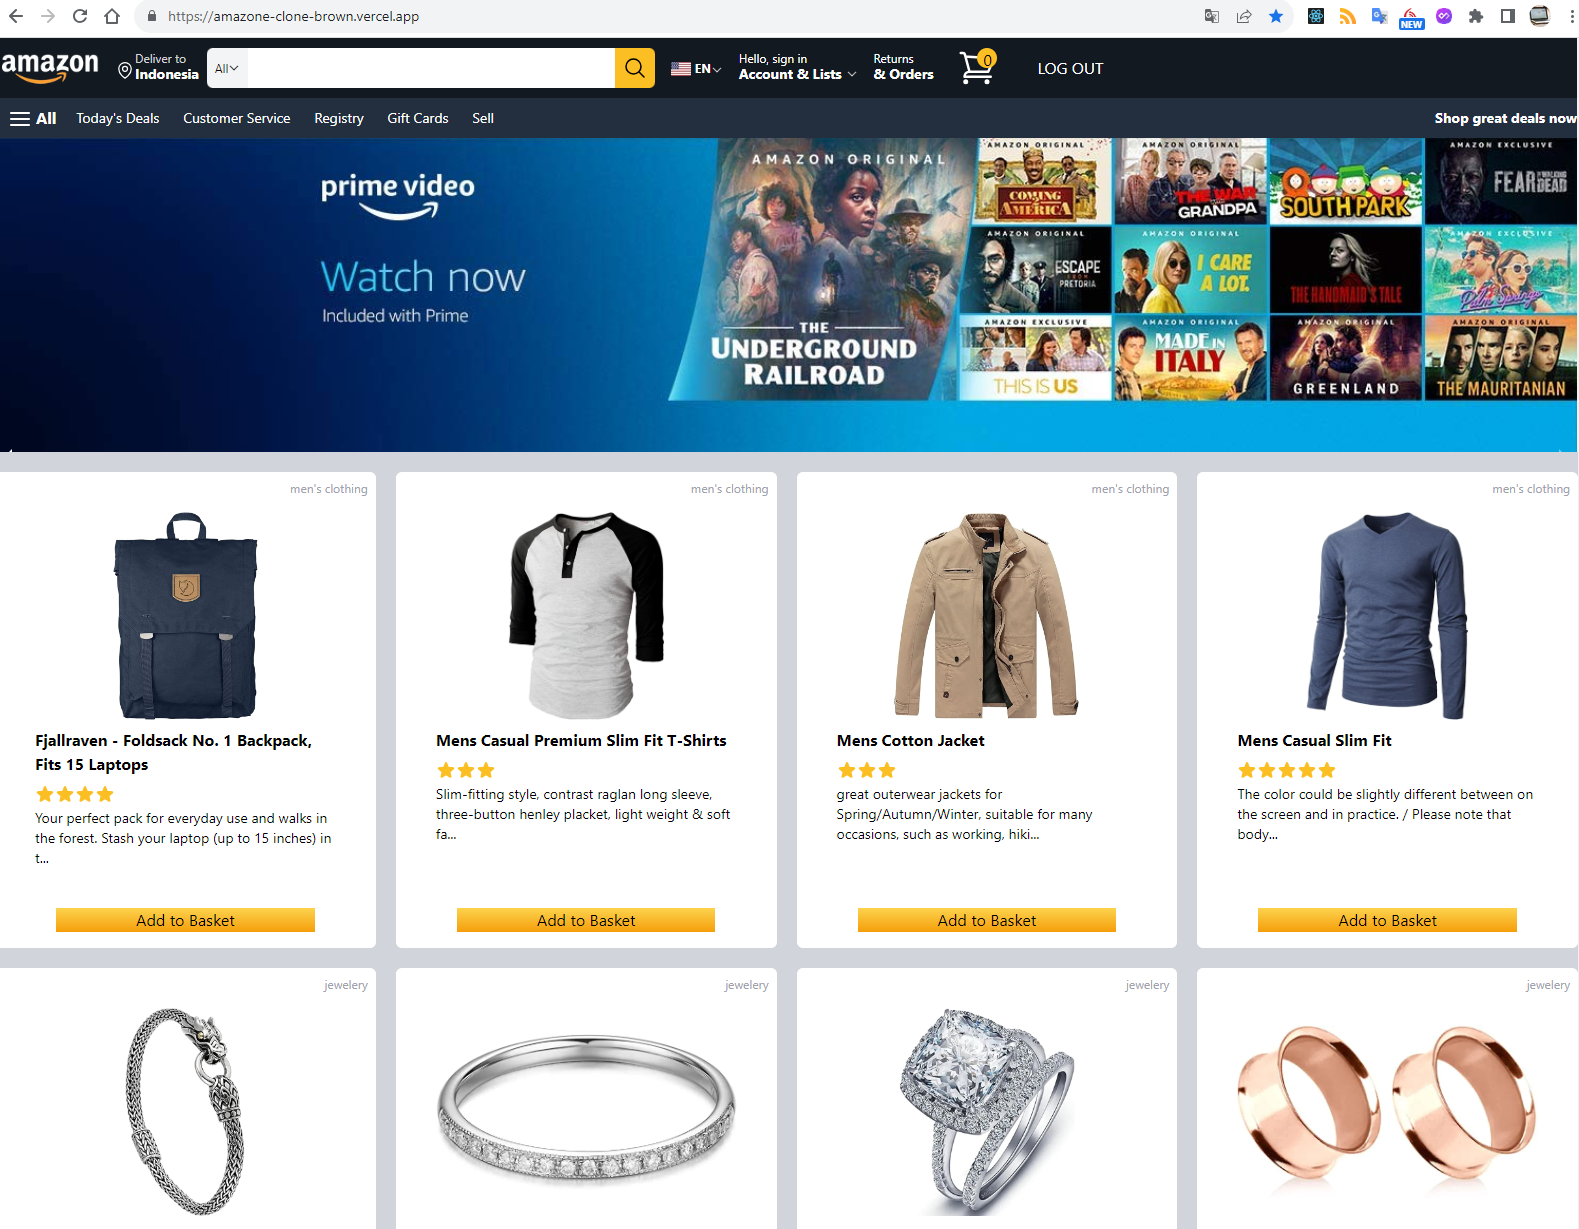 https://amazone-clone-brown.vercel.app
NEW
amazon
Deliver to
Indonesia
All
EN
Hello, sign in
Account & Lists
Returns
& Orders
0
LOG OUT
All
Today's Deals
Customer Service
Registry
Gift Cards
Sell
Shop great deals now
prime video
Watch now
Included with Prime
AMAZON ORIGINAL
THE
UNDERGROUND
RAILROAD
AMAZON ORIGINAL
COMING
AMERICA
AMAZON ORIGINAL
THE WAR
GRANDPA
SOUTH PARK
AMAZON EXCLUSIVE
FEAR THE WALKING DEAD
AMAZON ORIGINAL
ESCAPE
FROM
PRETORIA
AMAZON ORIGINAL
I CARE
A LOT.
THE HANDMAID'S TALE
AMAZON EXCLUSIVE
Palm Springs
AMAZON EXCLUSIVE
THIS IS US
AMAZON ORIGINAL
MADE IN
ITALY
AMAZON ORIGINAL
GREENLAND
AMAZON ORIGINAL
THE MAURITANIAN
men's clothing
men's clothing
men's clothing
men's clothing
Fjallraven - Foldsack No. 1 Backpack,
Fits 15 Laptops
Your perfect pack for everyday use and walks in
the forest. Stash your laptop (up to 15 inches) in
t...
Add to Basket
Mens Casual Premium Slim Fit T-Shirts
Slim-fitting style, contrast raglan long sleeve,
three-button henley placket, light weight & soft
fa...
Add to Basket
Mens Cotton Jacket
great outerwear jackets for
Spring/Autumn/Winter, suitable for many
occasions, such as working, hiki...
Add to Basket
Mens Casual Slim Fit
The color could be slightly different between on
the screen and in practice. / Please note that
body...
Add to Basket
jewelery
jewelery
jewelery
jewelery